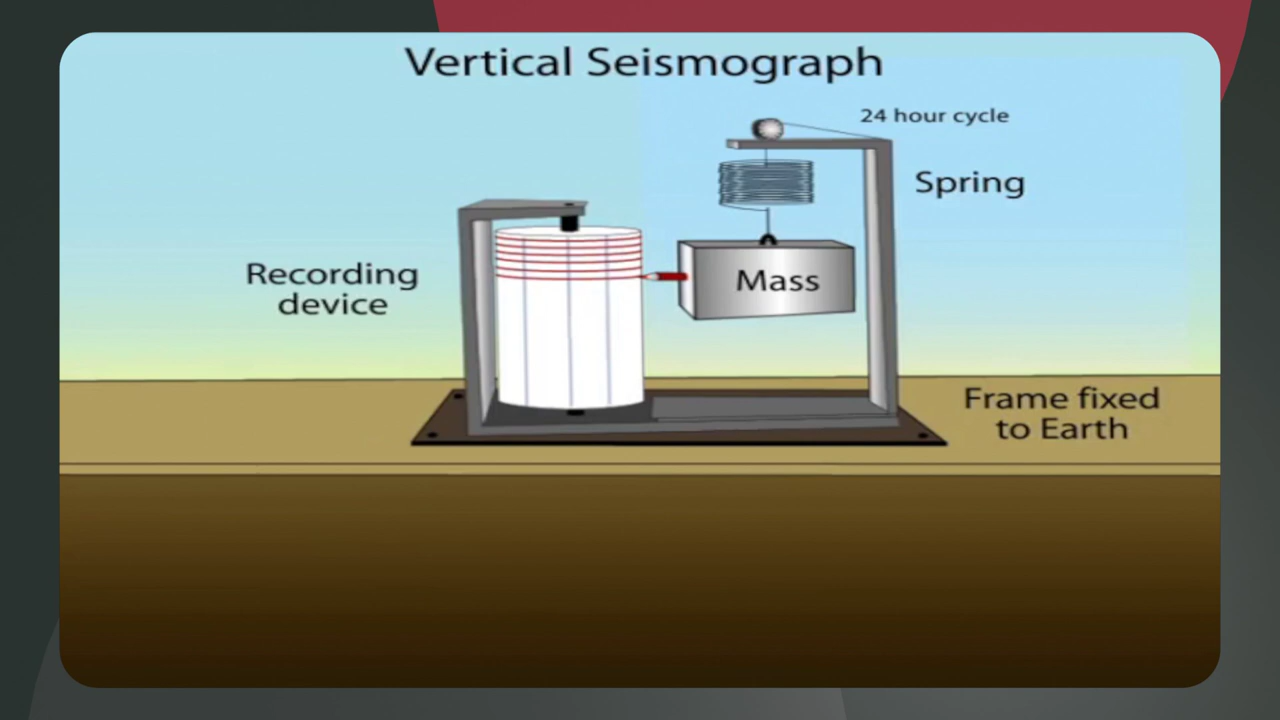 Vertical Seismograph
24 hour cycle
Spring
Recording
device
Mass
Frame fixed
to Earth